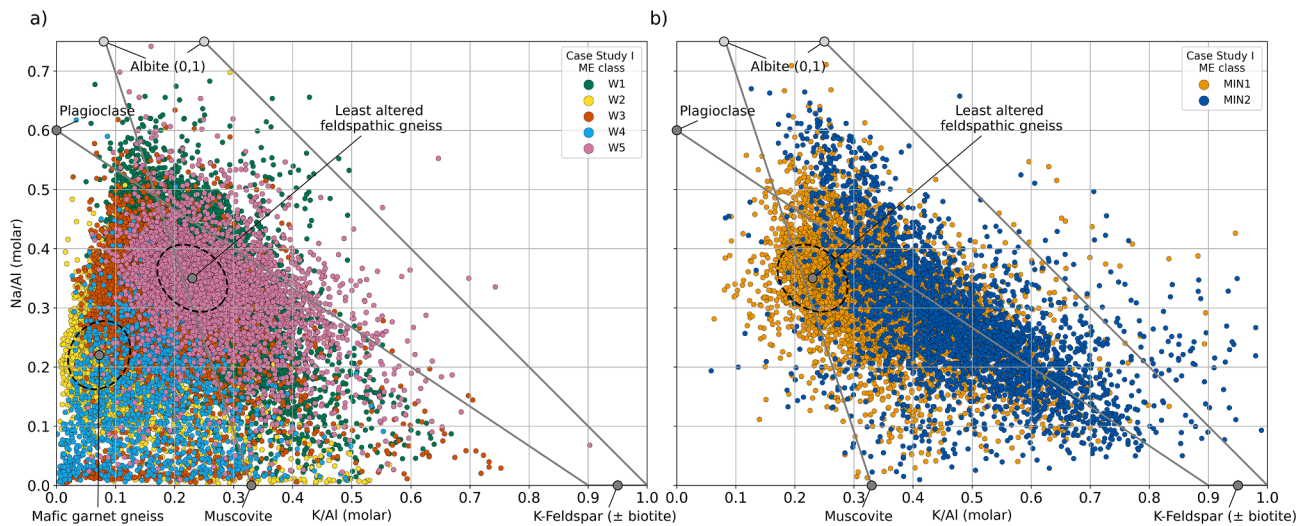 a)
Albite (0,1)
Plagioclase
Least altered
feldspathic gneiss
Case Study I
ME class
W1
W2
W3
W4
W5
Na/Al (molar)
0.7
0.6
0.5
0.4
0.3
0.2
0.1
0.0
0.0 0.1 0.2 0.3 0.4 0.5 0.6 0.7 0.8 0.9 1.0
Mafic garnet gneiss
Muscovite
K/Al (molar)
K-Feldspar (± biotite)
b)
Albite (0,1)
Plagioclase
Least altered
feldspathic gneiss
Case Study I
ME class
MIN1
MIN2
0.0 0.1 0.2 0.3 0.4 0.5 0.6 0.7 0.8 0.9 1.0
Muscovite
K/Al (molar)
K-Feldspar (± biotite)